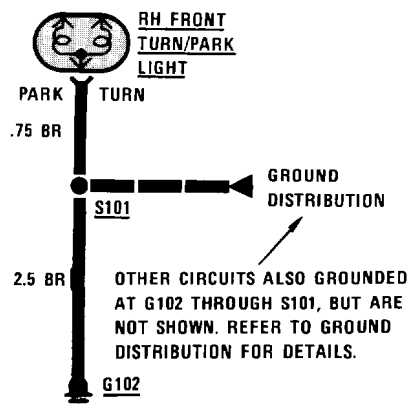 RH FRONT
TURN/PARK
LIGHT
PARK TURN
.75 BR
GROUND
DISTRIBUTION
S101
2.5 BR
OTHER CIRCUITS ALSO GROUNDED
AT G102 THROUGH S101, BUT ARE
NOT SHOWN. REFER TO GROUND
DISTRIBUTION FOR DETAILS.
G102